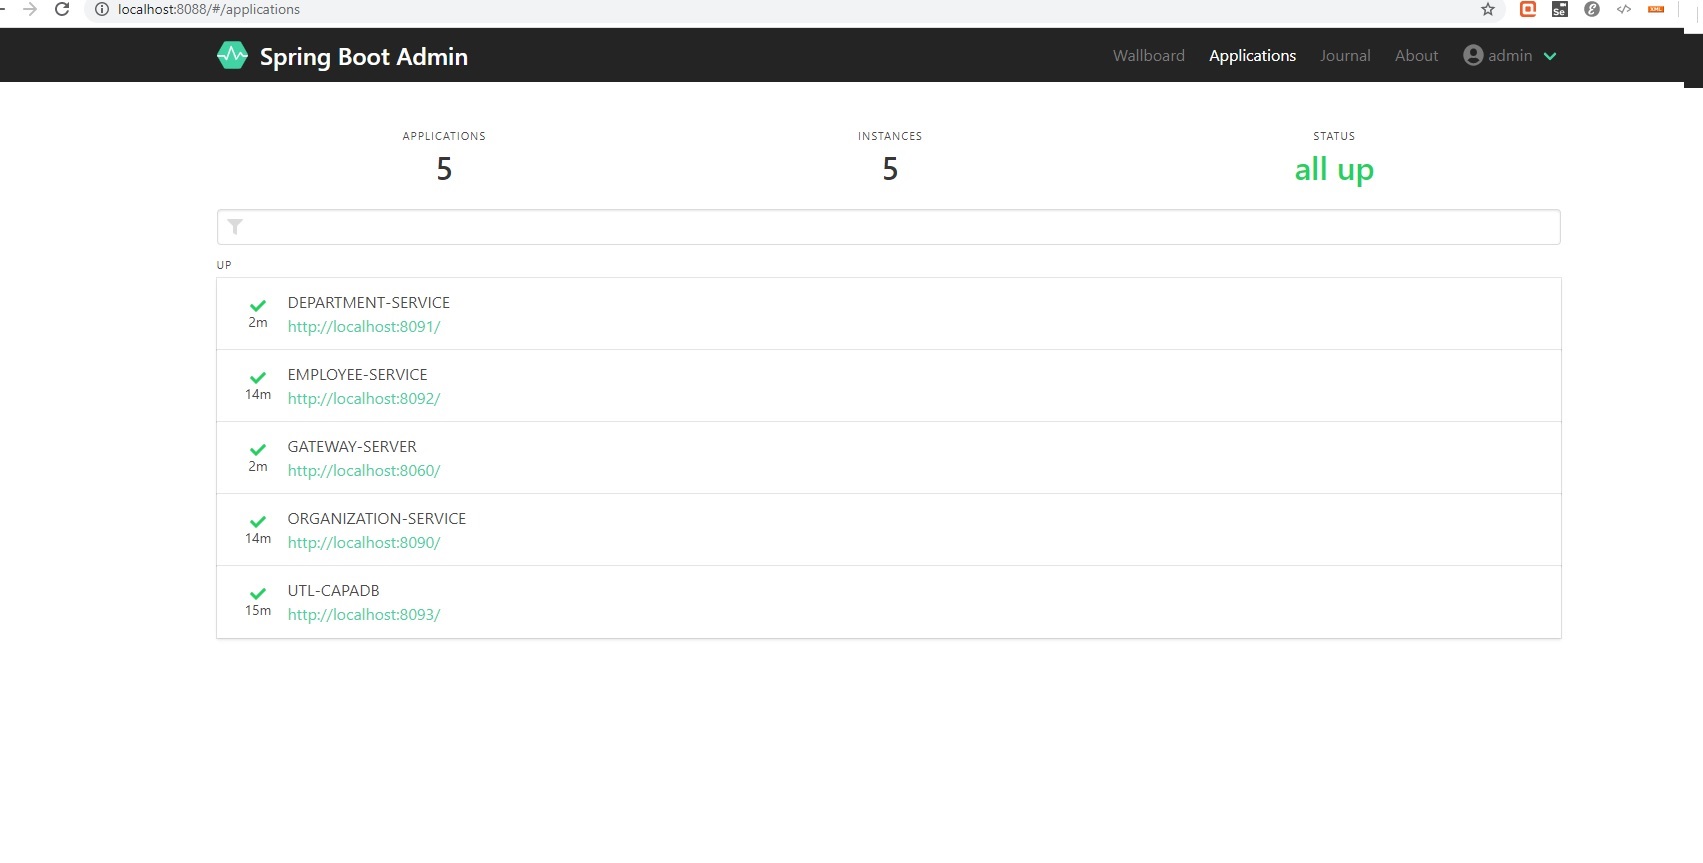 localhost:8088/#/applications
Se
</>
XML
Spring Boot Admin
Wallboard Applications Journal About admin
APPLICATIONS INSTANCES STATUS
5 5 all up
UP
DEPARTMENT-SERVICE
2m
http://localhost:8091/
EMPLOYEE-SERVICE
14m
http://localhost:8092/
GATEWAY-SERVER
2m
http://localhost:8060/
ORGANIZATION-SERVICE
14m
http://localhost:8090/
UTL-CAPADB
15m
http://localhost:8093/